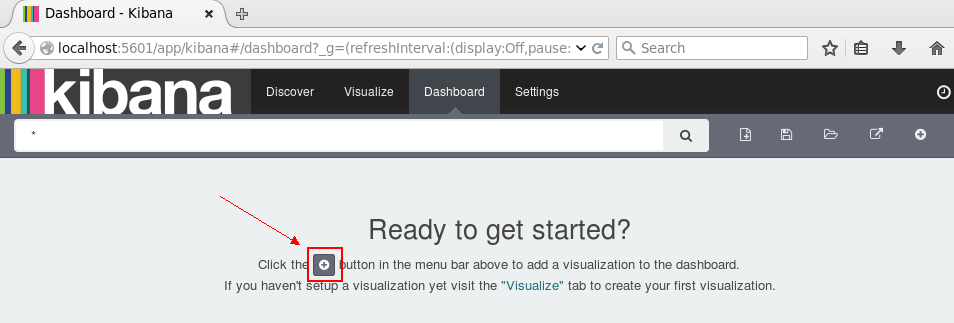 Dashboard - Kibana
localhost:5601/app/kibana#/dashboard?_g=(refreshInterval:(display:Off,pause:
Search
kibana Discover Visualize Dashboard Settings
*
Ready to get started?
Click the button in the menu bar above to add a visualization to the dashboard.
If you haven't setup a visualization yet visit the "Visualize" tab to create your first visualization.